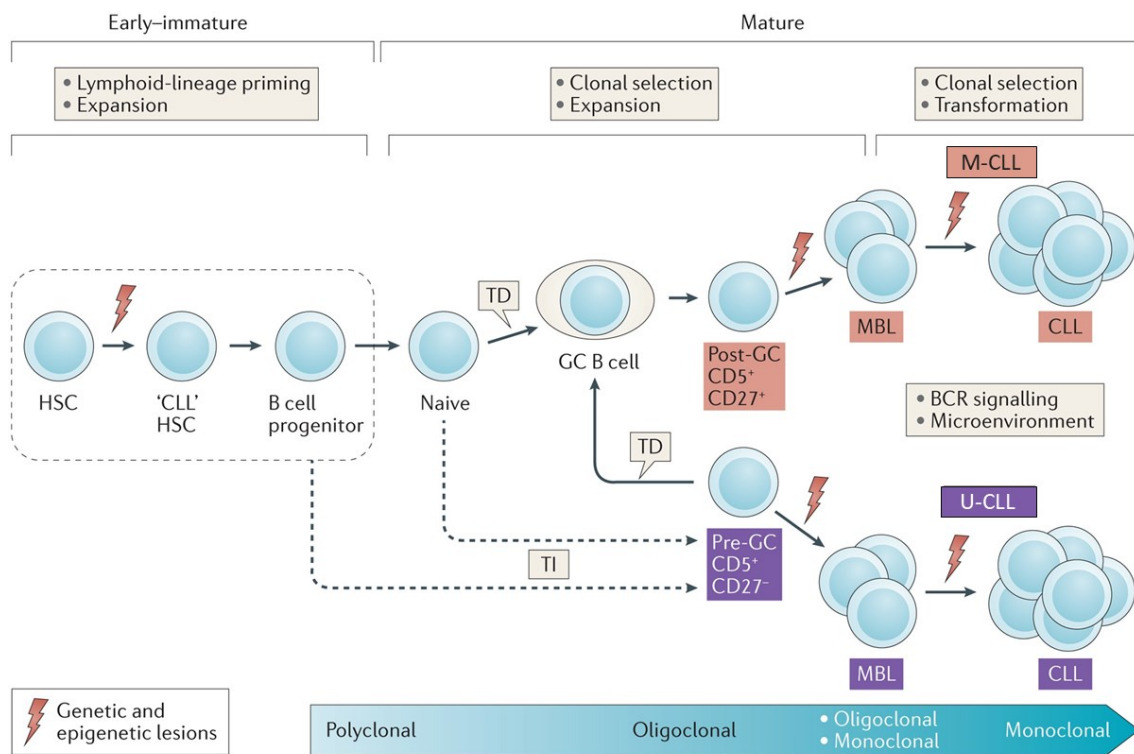 Early–immature
Mature
• Lymphoid-lineage priming
• Expansion
• Clonal selection
• Expansion
• Clonal selection
• Transformation
M-CLL
TD
MBL
CLL
HSC
'CLL'
HSC
B cell
progenitor
Naive
GC B cell
Post-GC
CD5⁺
CD27⁺
• BCR signalling
• Microenvironment
TD
U-CLL
TI
Pre-GC
CD5⁺
CD27⁻
MBL
CLL
Genetic and
epigenetic lesions
Polyclonal
Oligoclonal
• Oligoclonal
• Monoclonal
Monoclonal